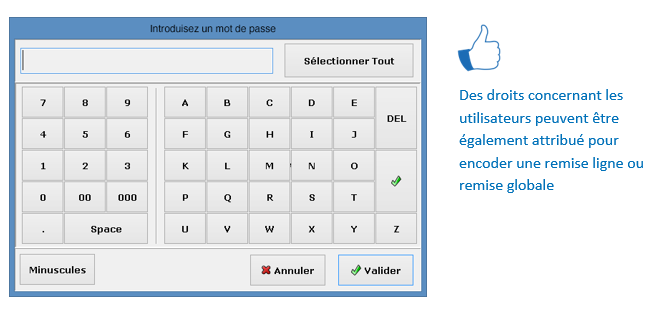 Introduisez un mot de passe
Sélectionner Tout
7 8 9 A B C D E DEL
4 5 6 F G H I J
1 2 3 K L M N O
0 00 000 P Q R S T
. Space U V W X Y Z
Minuscules Annuler Valider
Des droits concernant les
utilisateurs peuvent être
également attribué pour
encoder une remise ligne ou
remise globale